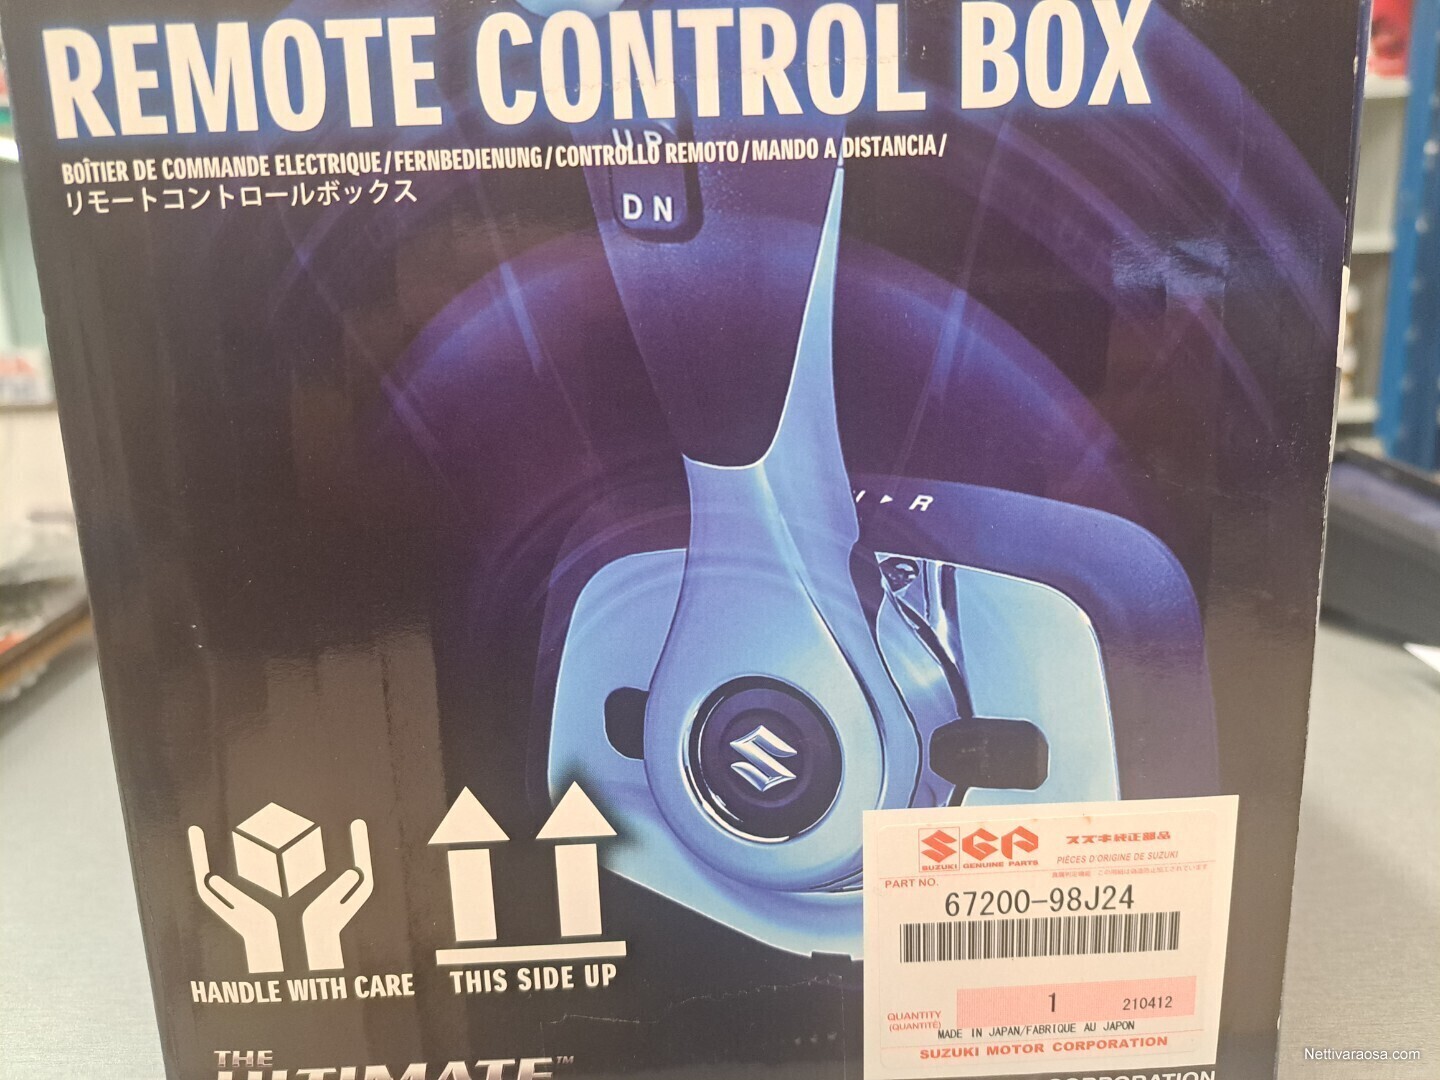 REMOTE CONTROL BOX
BOÎTIER DE COMMANDE ELECTRIQUE/FERNBEDIENUNG/CONTROLLO REMOTO/MANDO A DISTANCIA/
リモートコントロールボックス
UP
DN
R
SGP スズキ純正部品
SUZUKI GENUINE PARTS PIÈCES D'ORIGINE DE SUZUKI
PART NO.
67200-98J24
HANDLE WITH CARE
THIS SIDE UP
QUANTITY 1 210412
(QUANTITÉ)
MADE IN JAPAN/FABRIQUE AU JAPON
SUZUKI MOTOR CORPORATION
THE
ULTIMATE™
CORPORATION
Nettivaraosa.com